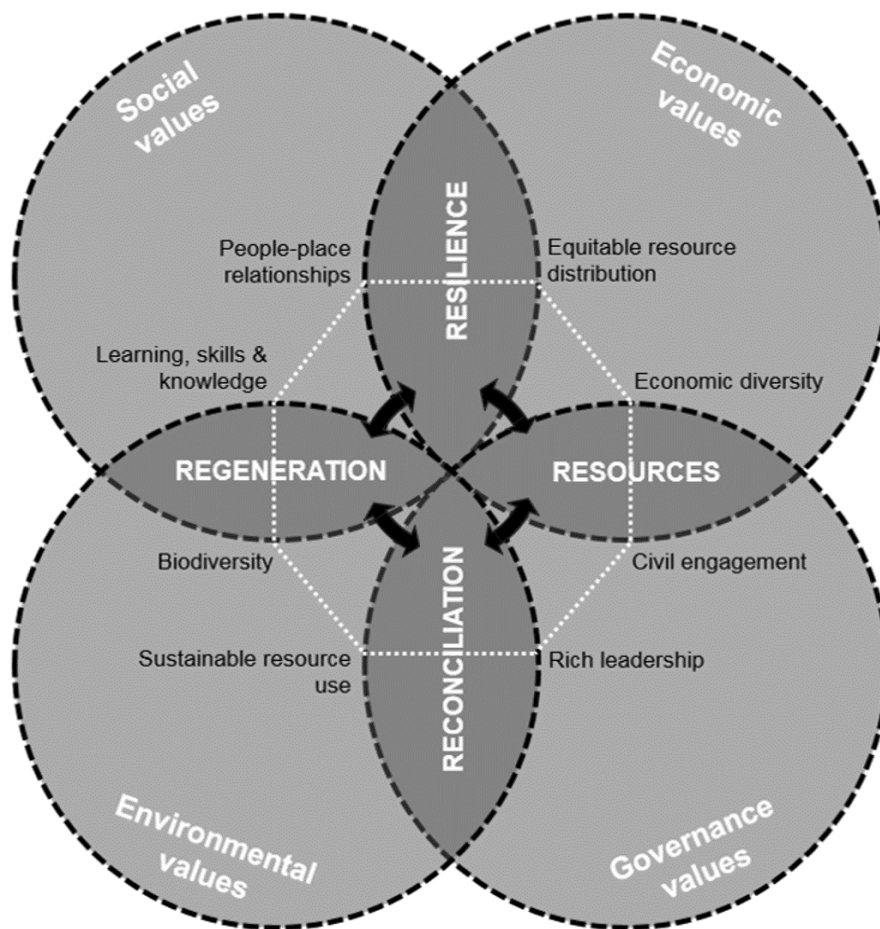 Social
values
Economic
values
RESILIENCE
People-place
relationships
Equitable resource
distribution
Learning, skills &
knowledge
Economic diversity
REGENERATION
RESOURCES
Biodiversity
Civil engagement
RECONCILIATION
Sustainable resource
use
Rich leadership
Environmental
values
Governance
values